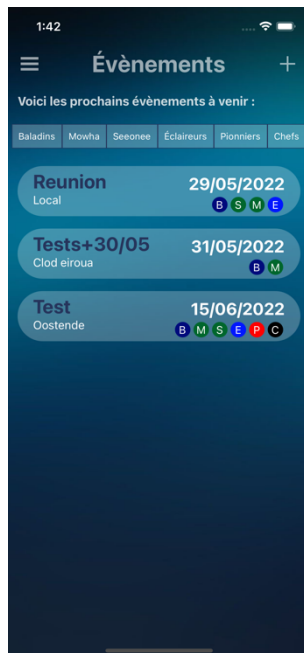 1:42
Évènements
Voici les prochains évènements à venir :
Baladins Mowha Seeonee Éclaireurs Pionniers Chefs
Reunion 29/05/2022
Local B S M E
Tests+30/05 31/05/2022
Clod eiroua B M
Test 15/06/2022
Oostende B M S E P C